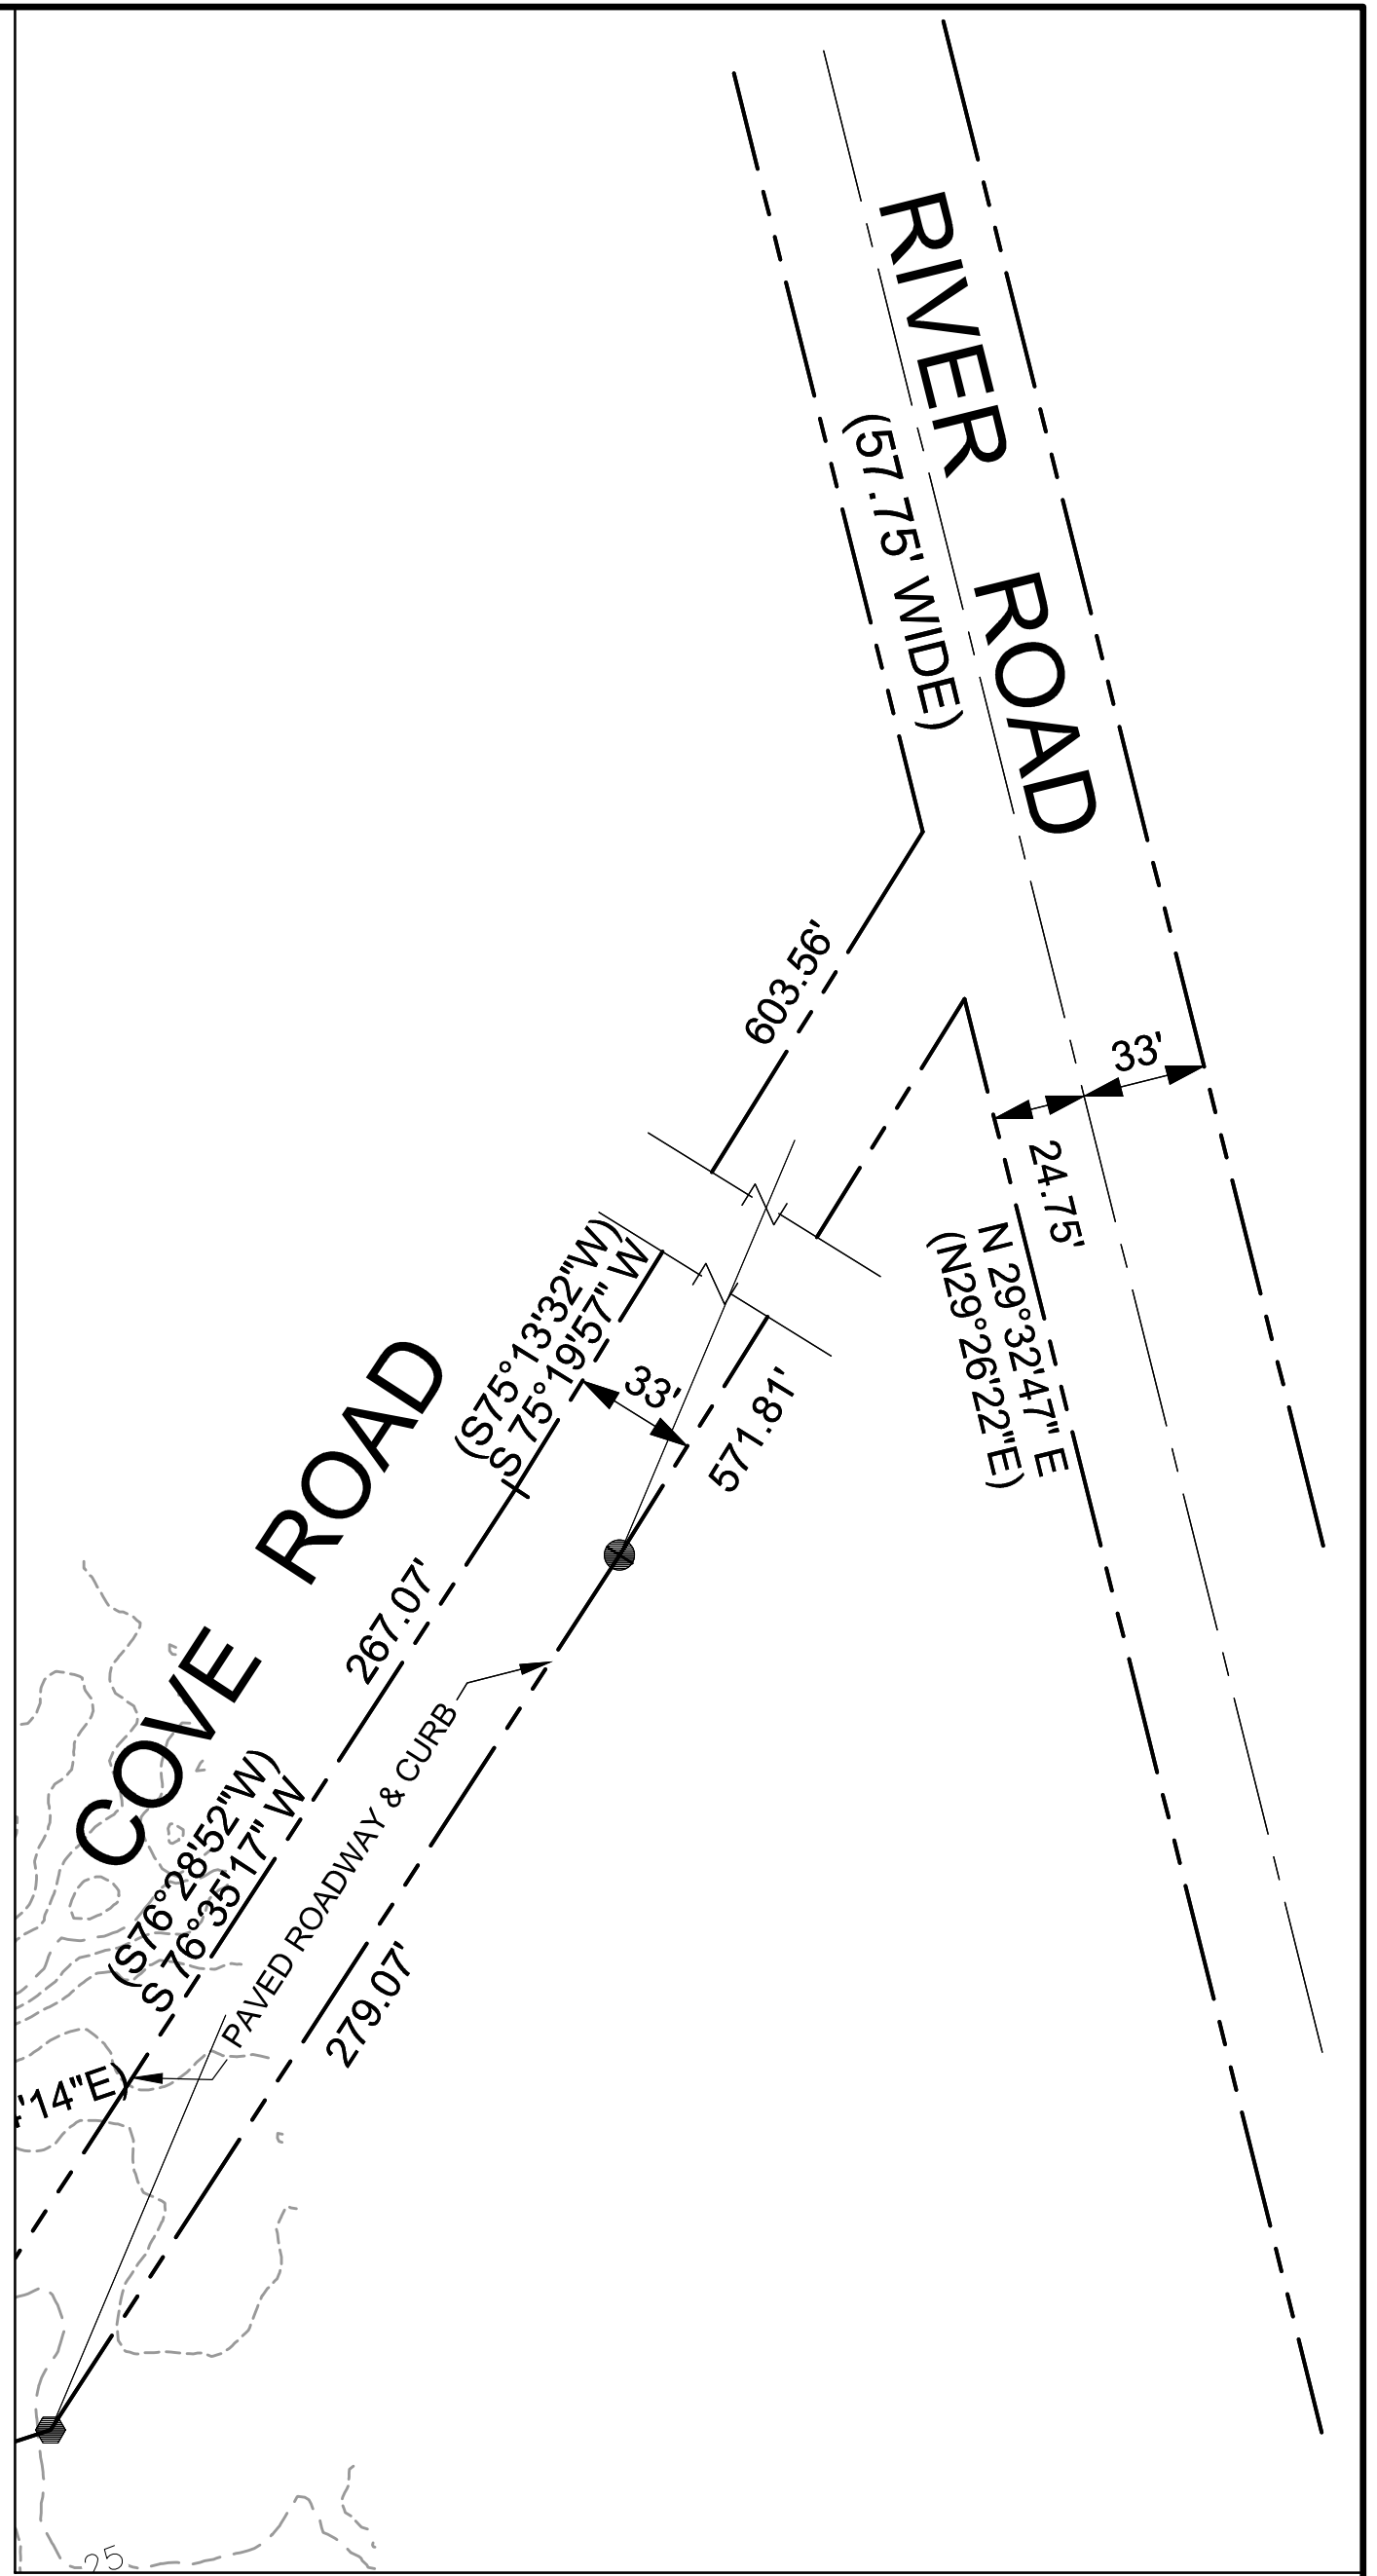 RIVER ROAD
(57.75' WIDE)
603.56'
33'
24.75'
N 29°32'47" E
(N29°26'22"E)
(S75°13'32"W)
S 75°19'57" W
33'
571.81'
COVE ROAD
267.07'
(S76°28'52"W)
S 76°35'17" W
PAVED ROADWAY & CURB
279.07'
'14"E)
25